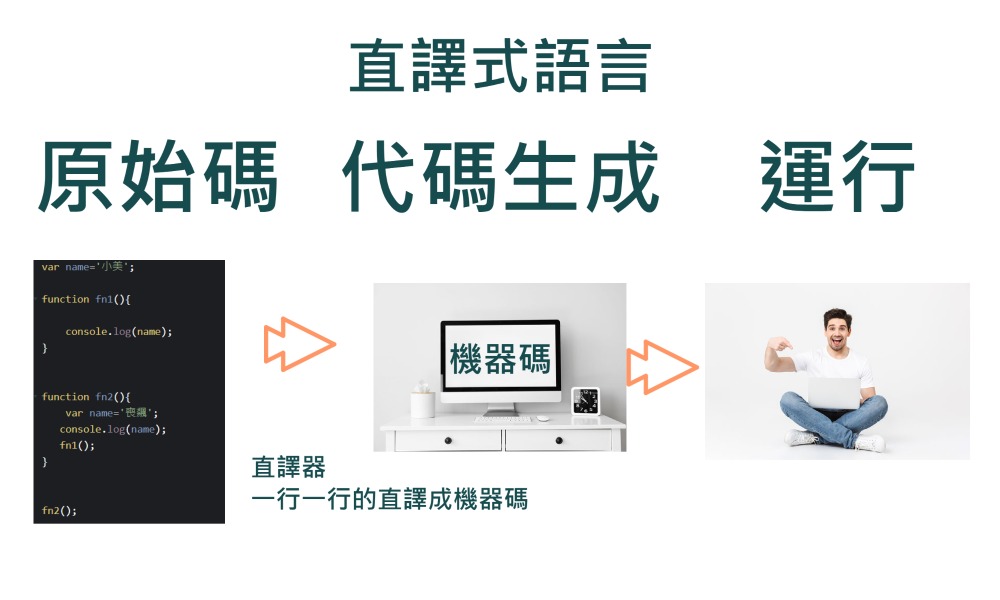 直譯式語言
原始碼 代碼生成 運行
var name='小美';
function fn1(){
console.log(name);
}
function fn2(){
var name='喪飆';
console.log(name);
fn1();
}
fn2();
機器碼
直譯器
一行一行的直譯成機器碼